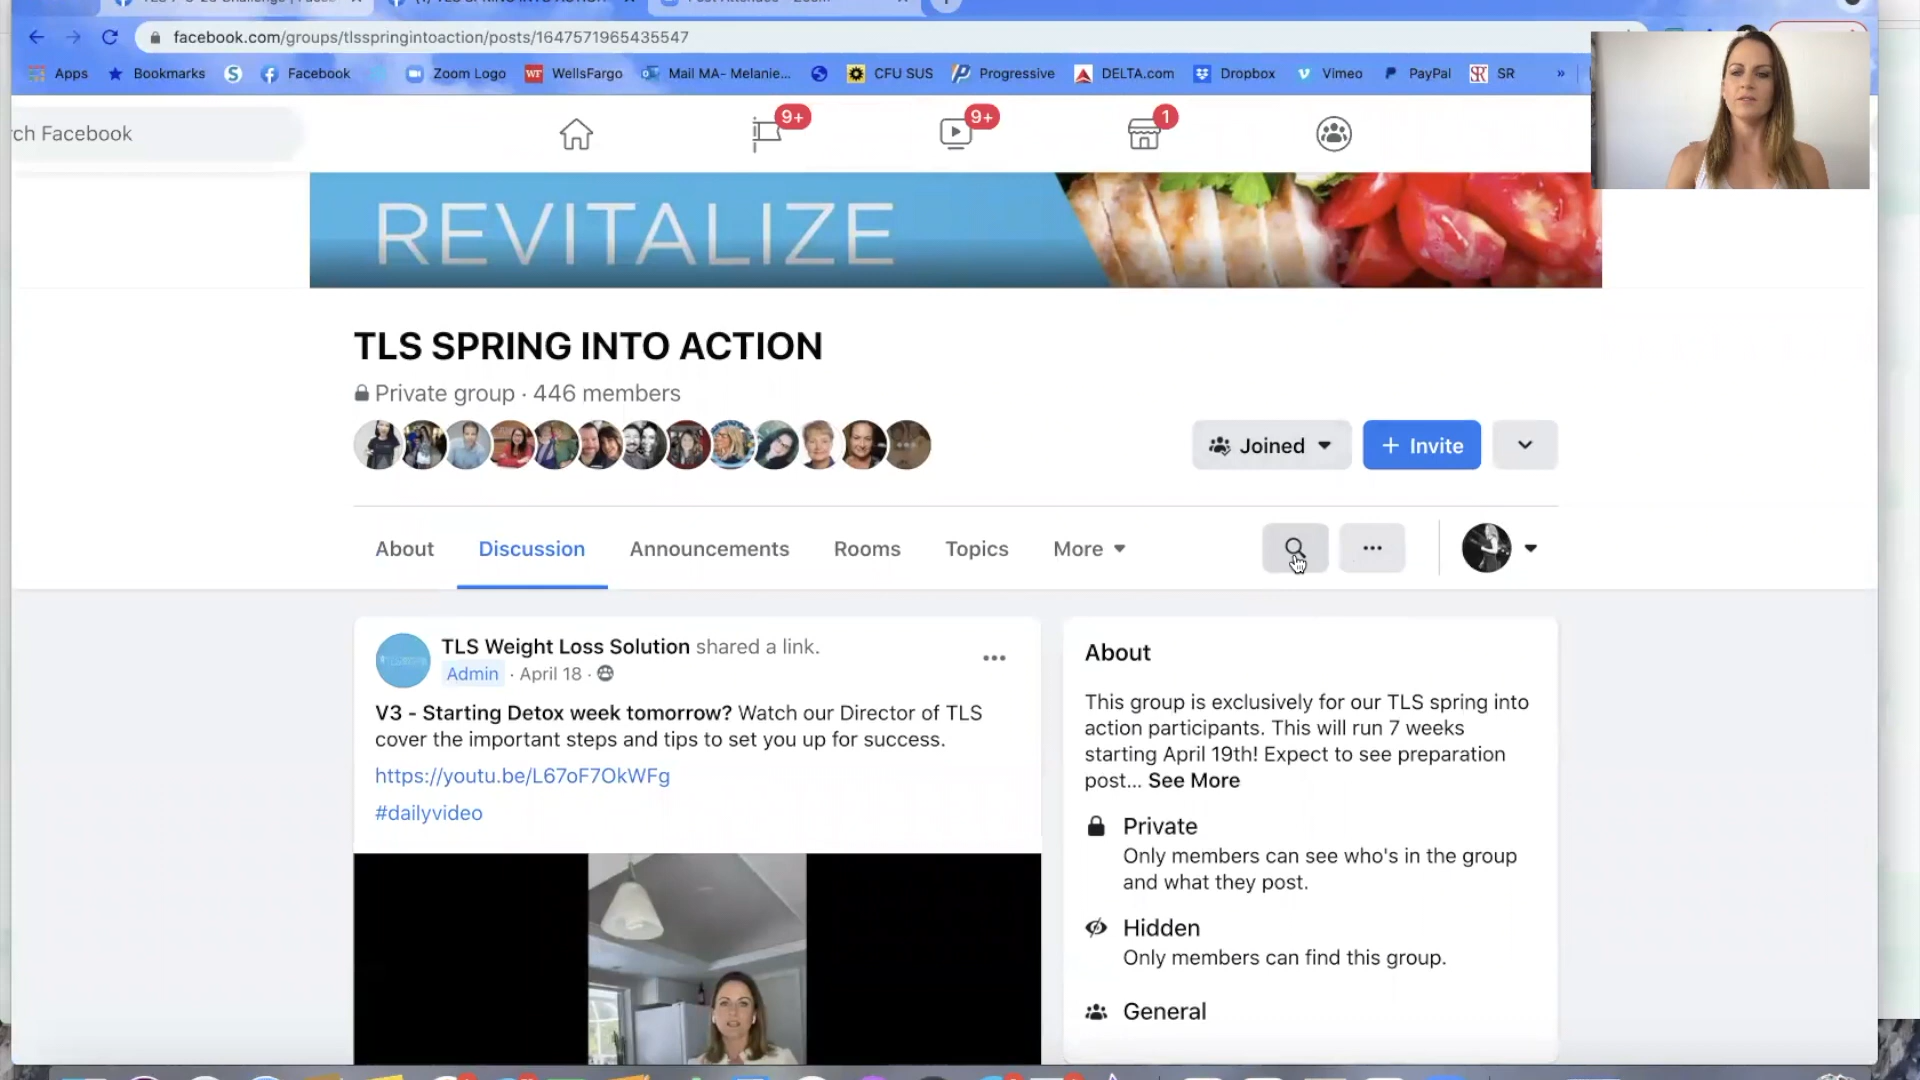 facebook.com/groups/tlsspringintoaction/posts/1647571965435547
Apps Bookmarks Facebook Zoom Logo WellsFargo Mail MA- Melanie... CFU SUS Progressive DELTA.com Dropbox Vimeo PayPal SR »
ch Facebook
9+ 9+ 1
REVITALIZE
TLS SPRING INTO ACTION
Private group · 446 members
Joined + Invite
About Discussion Announcements Rooms Topics More
TLS Weight Loss Solution shared a link.
Admin · April 18 ·
V3 - Starting Detox week tomorrow? Watch our Director of TLS
cover the important steps and tips to set you up for success.
https://youtu.be/L67oF7OkWFg
#dailyvideo
About
This group is exclusively for our TLS spring into
action participants. This will run 7 weeks
starting April 19th! Expect to see preparation
post... See More
Private
Only members can see who's in the group
and what they post.
Hidden
Only members can find this group.
General